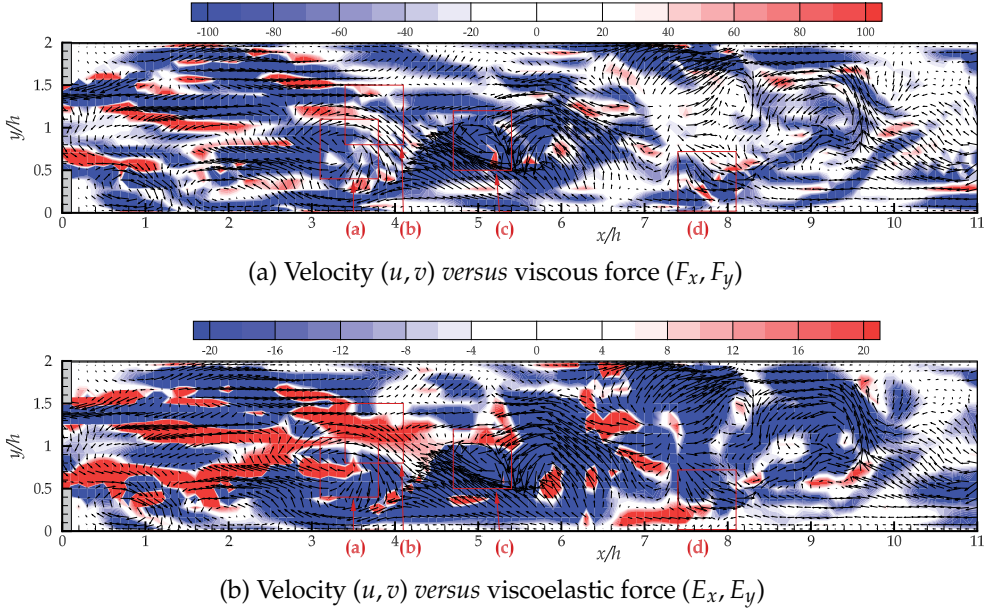 -100 -80 -60 -40 -20 0 20 40 60 80 100
2
1.5
1
0.5
0
y/h
0 1 2 3 4 5 6 7 8 9 10 11
(a) (b) (c) (d)
x/h
(a) Velocity (u, v) versus viscous force (Fx, Fy)
-20 -16 -12 -8 -4 0 4 8 12 16 20
2
1.5
1
0.5
0
y/h
0 1 2 3 4 5 6 7 8 9 10 11
(a) (b) (c) (d)
x/h
(b) Velocity (u, v) versus viscoelastic force (Ex, Ey)